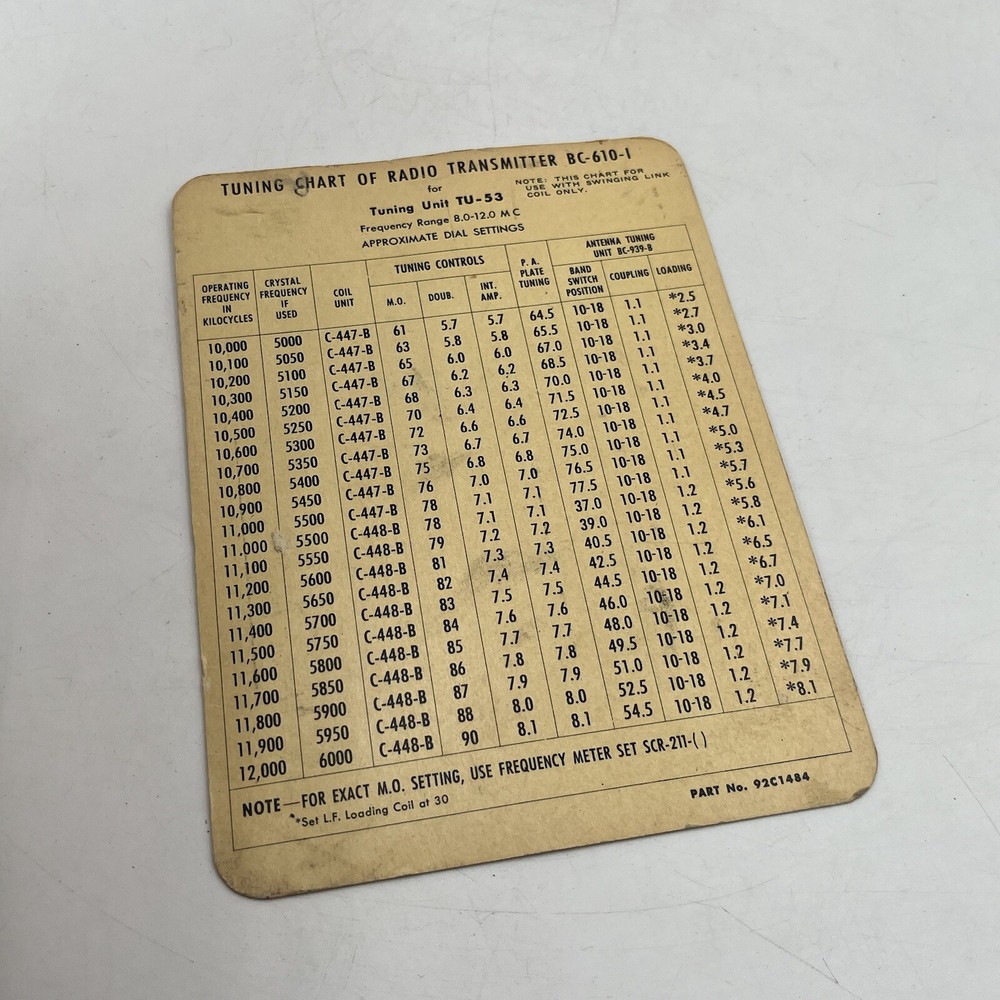 TUNING CHART OF RADIO TRANSMITTER BC-610-I
for
Tuning Unit TU-53
NOTE: THIS CHART FOR
USE WITH SWINGING LINK
COIL ONLY.
Frequency Range 8.0-12.0 MC
APPROXIMATE DIAL SETTINGS
OPERATING FREQUENCY IN KILOCYCLES
CRYSTAL FREQUENCY IF USED
COIL UNIT
TUNING CONTROLS
M.O. DOUB. INT. AMP.
P. A. PLATE TUNING
ANTENNA TUNING UNIT BC-939-B
BAND SWITCH POSITION COUPLING LOADING
10,000 5000 C-447-B 61 5.7 5.7 64.5 10-18 1.1 *2.5
10,100 5050 C-447-B 63 5.8 5.8 65.5 10-18 1.1 *2.7
10,200 5100 C-447-B 65 6.0 6.0 67.0 10-18 1.1 *3.0
10,300 5150 C-447-B 67 6.2 6.2 68.5 10-18 1.1 *3.4
10,400 5200 C-447-B 68 6.3 6.3 70.0 10-18 1.1 *3.7
10,500 5250 C-447-B 70 6.4 6.4 71.5 10-18 1.1 *4.0
10,600 5300 C-447-B 72 6.6 6.6 72.5 10-18 1.1 *4.5
10,700 5350 C-447-B 73 6.7 6.7 74.0 10-18 1.1 *4.7
10,800 5400 C-447-B 75 6.8 6.8 75.0 10-18 1.1 *5.0
10,900 5450 C-447-B 76 7.0 7.0 76.5 10-18 1.1 *5.3
11,000 5500 C-447-B 78 7.1 7.1 77.5 10-18 1.1 *5.7
11,000 5500 C-448-B 78 7.1 7.1 37.0 10-18 1.2 *5.6
11,100 5550 C-448-B 79 7.2 7.2 39.0 10-18 1.2 *5.8
11,200 5600 C-448-B 81 7.3 7.3 40.5 10-18 1.2 *6.1
11,300 5650 C-448-B 82 7.4 7.4 42.5 10-18 1.2 *6.5
11,400 5700 C-448-B 83 7.5 7.5 44.5 10-18 1.2 *6.7
11,500 5750 C-448-B 84 7.6 7.6 46.0 10-18 1.2 *7.0
11,600 5800 C-448-B 85 7.7 7.7 48.0 10-18 1.2 *7.1
11,700 5850 C-448-B 86 7.8 7.8 49.5 10-18 1.2 *7.4
11,800 5900 C-448-B 87 7.9 7.9 51.0 10-18 1.2 *7.7
11,900 5950 C-448-B 88 8.0 8.0 52.5 10-18 1.2 *7.9
12,000 6000 C-448-B 90 8.1 8.1 54.5 10-18 1.2 *8.1
NOTE—FOR EXACT M.O. SETTING, USE FREQUENCY METER SET SCR-211-( )
*Set L.F. Loading Coil at 30
PART No. 92C1484